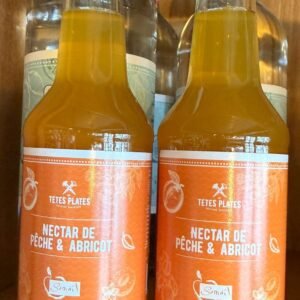 TETES PLATES
NECTAR DE
PÊCHE & ABRICOT
TETES PLATES
NECTAR DE
PÊCHE & ABRICOT